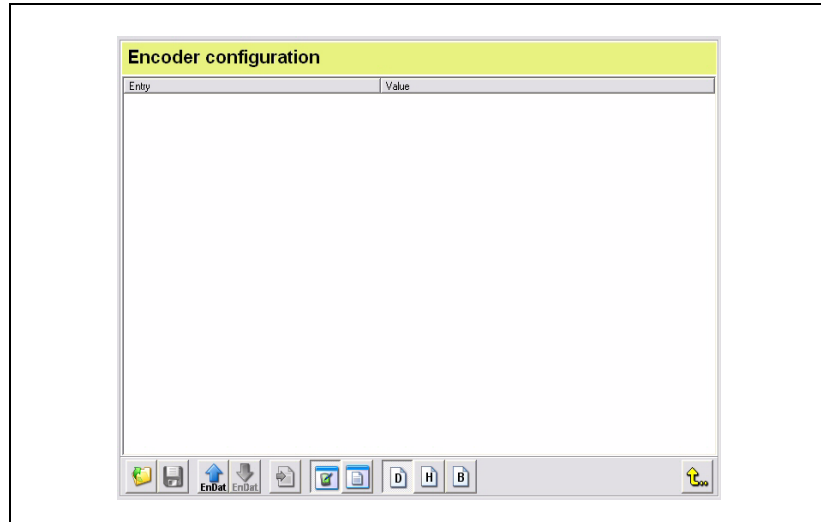 Encoder configuration
Entry Value
EnDat EnDat D H B